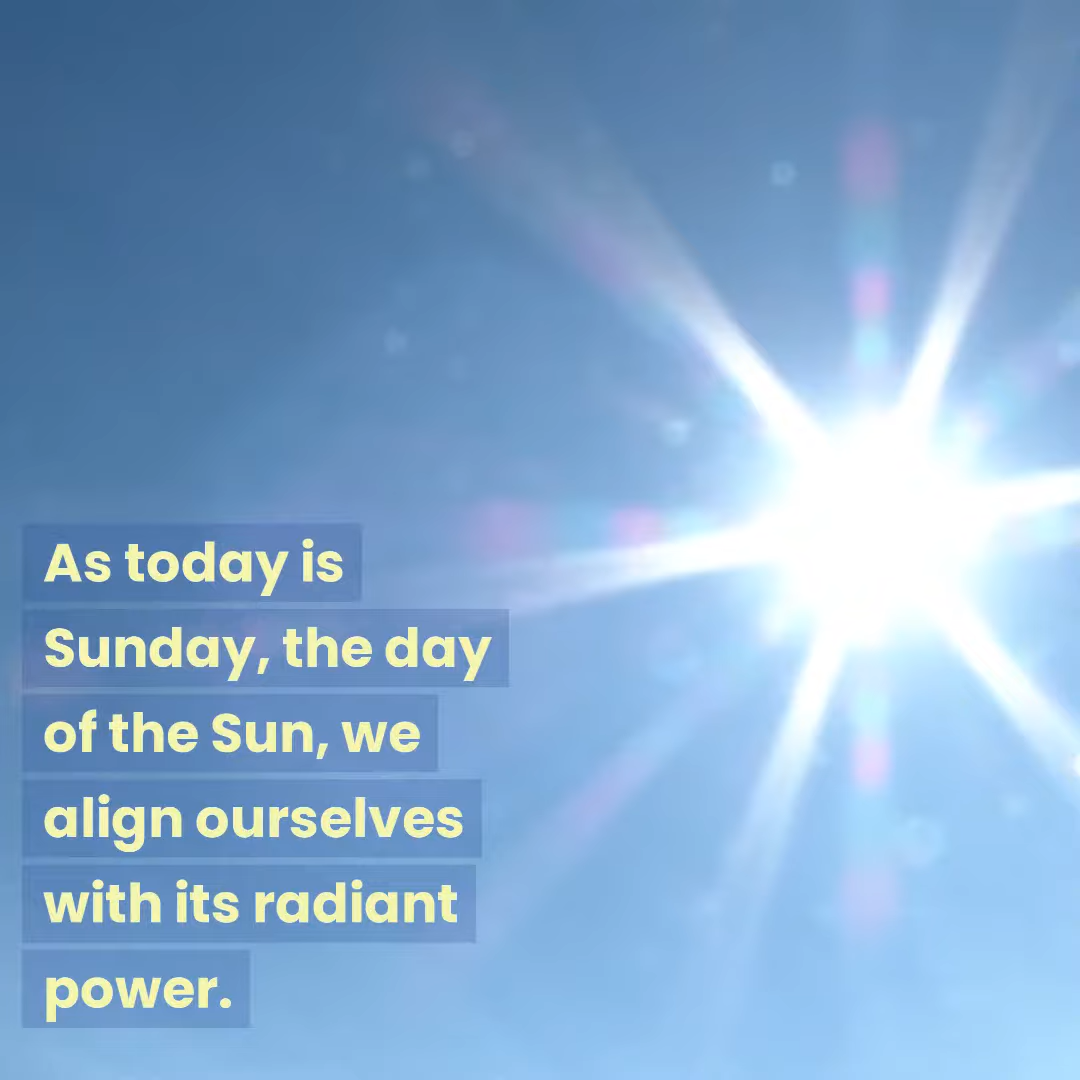 As today is
Sunday, the day
of the Sun, we
align ourselves
with its radiant
power.